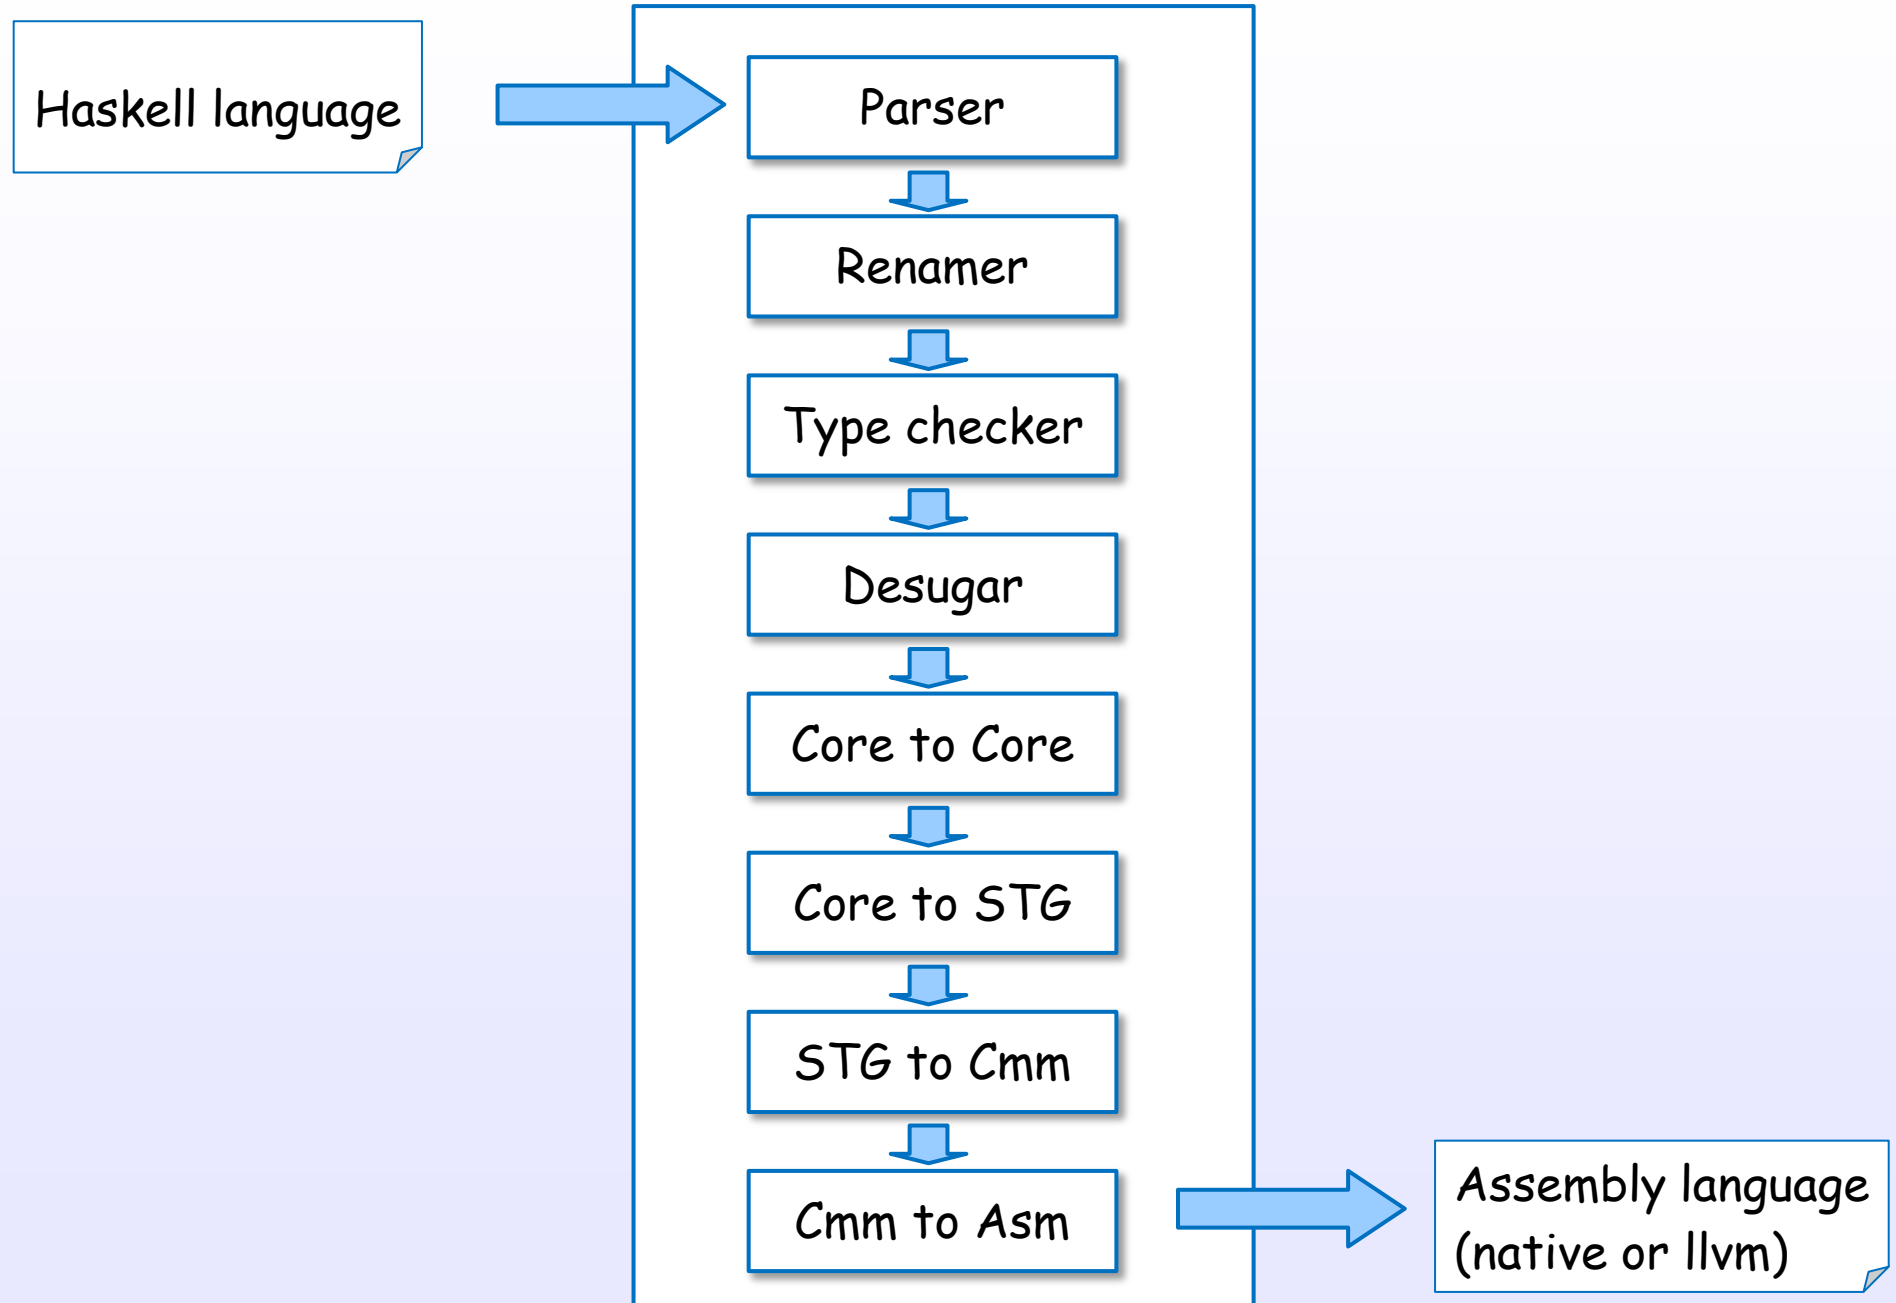 Haskell language
Parser
Renamer
Type checker
Desugar
Core to Core
Core to STG
STG to Cmm
Cmm to Asm
Assembly language
(native or llvm)